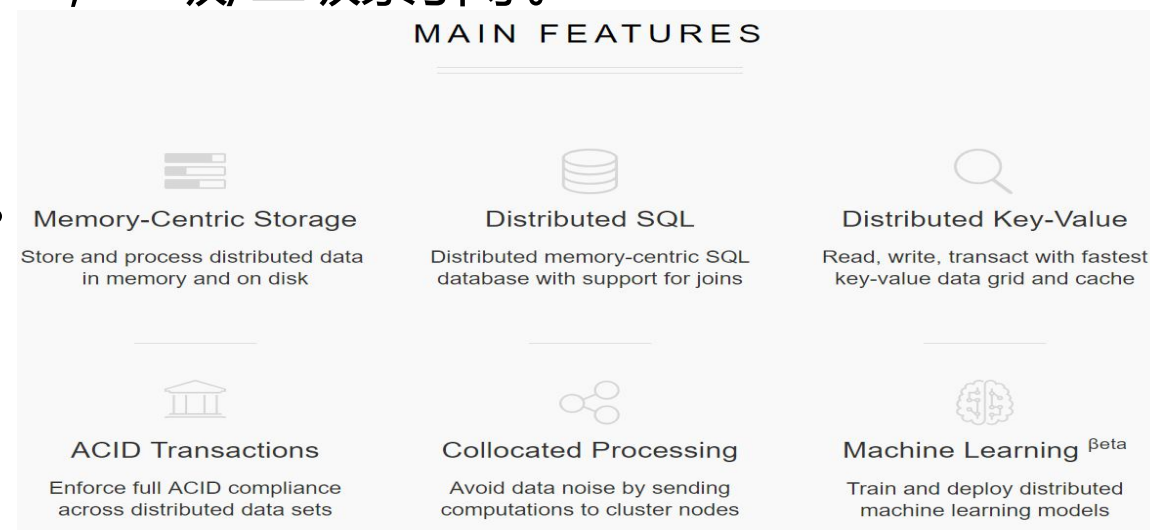 MAIN FEATURES
Memory-Centric Storage
Store and process distributed data
in memory and on disk
Distributed SQL
Distributed memory-centric SQL
database with support for joins
Distributed Key-Value
Read, write, transact with fastest
key-value data grid and cache
ACID Transactions
Enforce full ACID compliance
across distributed data sets
Collocated Processing
Avoid data noise by sending
computations to cluster nodes
Machine Learning βeta
Train and deploy distributed
machine learning models